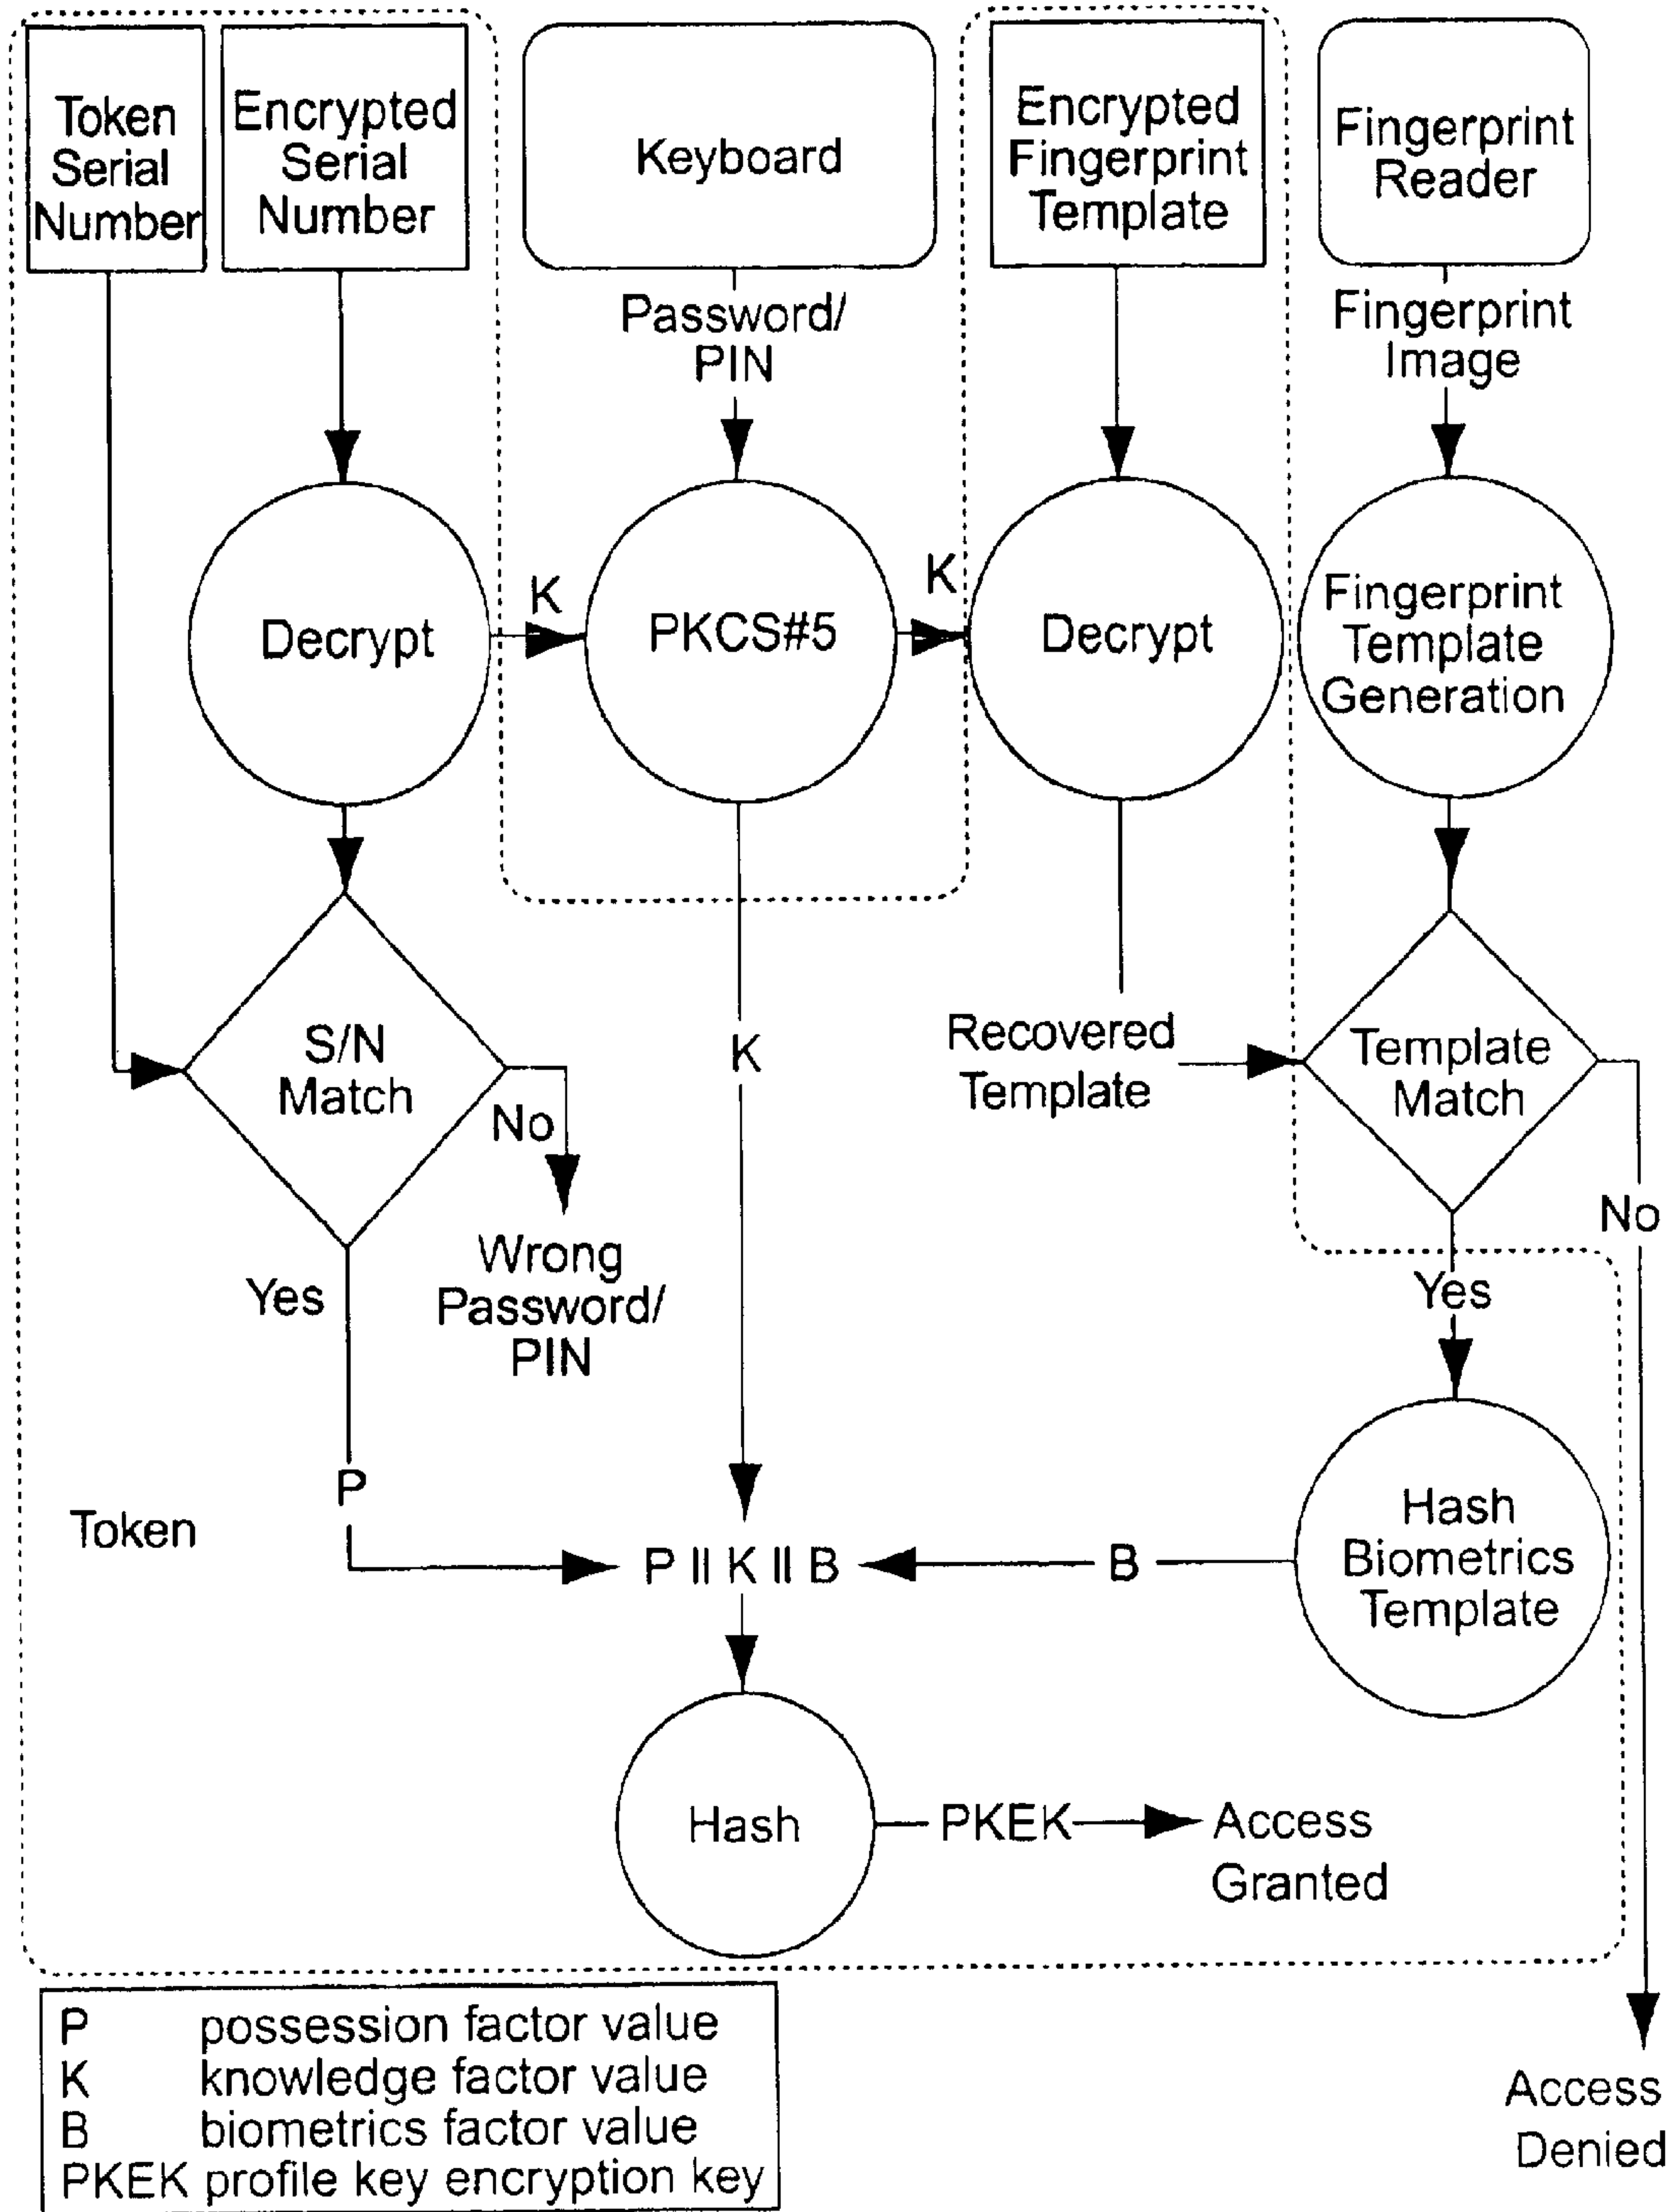 Token
Serial
Number
Encrypted
Serial
Number
Keyboard
Encrypted
Fingerprint
Template
Fingerprint
Reader
Password/
PIN
Fingerprint
Image
Decrypt
K
PKCS#5
K
Decrypt
Fingerprint
Template
Generation
S/N
Match
No
Wrong
Password/
PIN
Yes
K
Recovered
Template
Template
Match
No
Yes
P
Token
P || K || B
B
Hash
Biometrics
Template
Hash
PKEK
Access
Granted
P possession factor value
K knowledge factor value
B biometrics factor value
PKEK profile key encryption key
Access
Denied